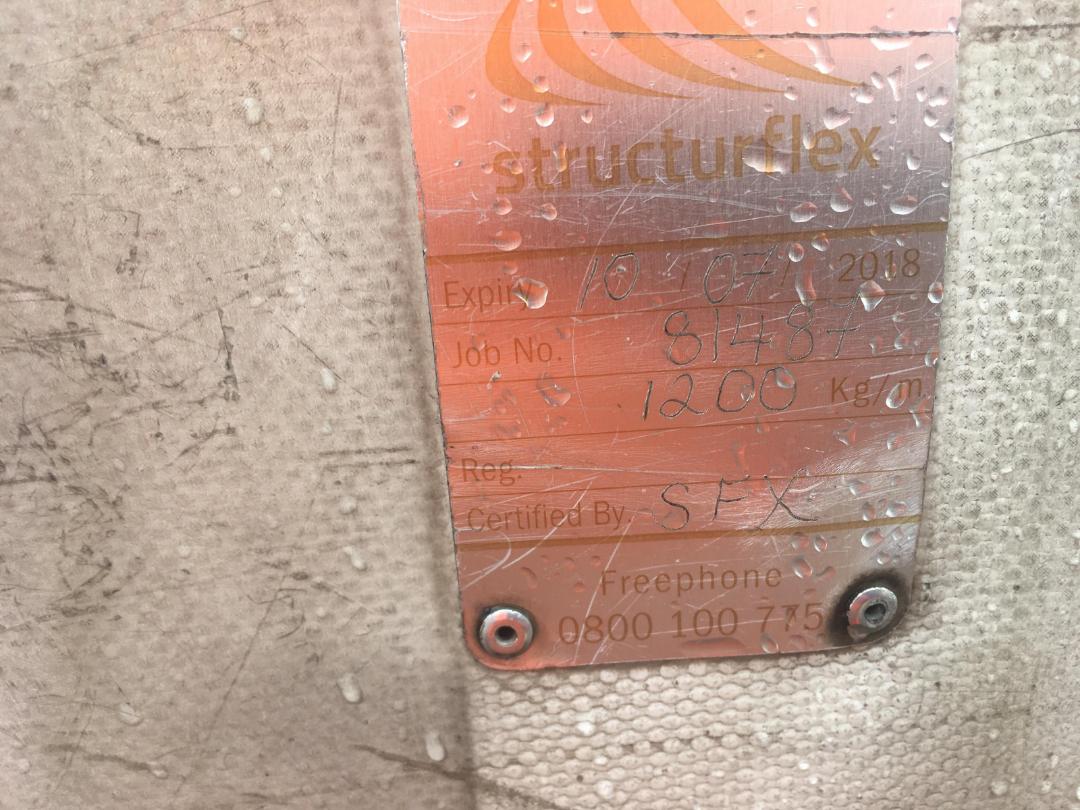 structurflex
Expiry 10 / 07 / 2018
Job No. 81487
1200 Kg/m
Reg.
Certified By. SFX
Freephone
0800 100 775